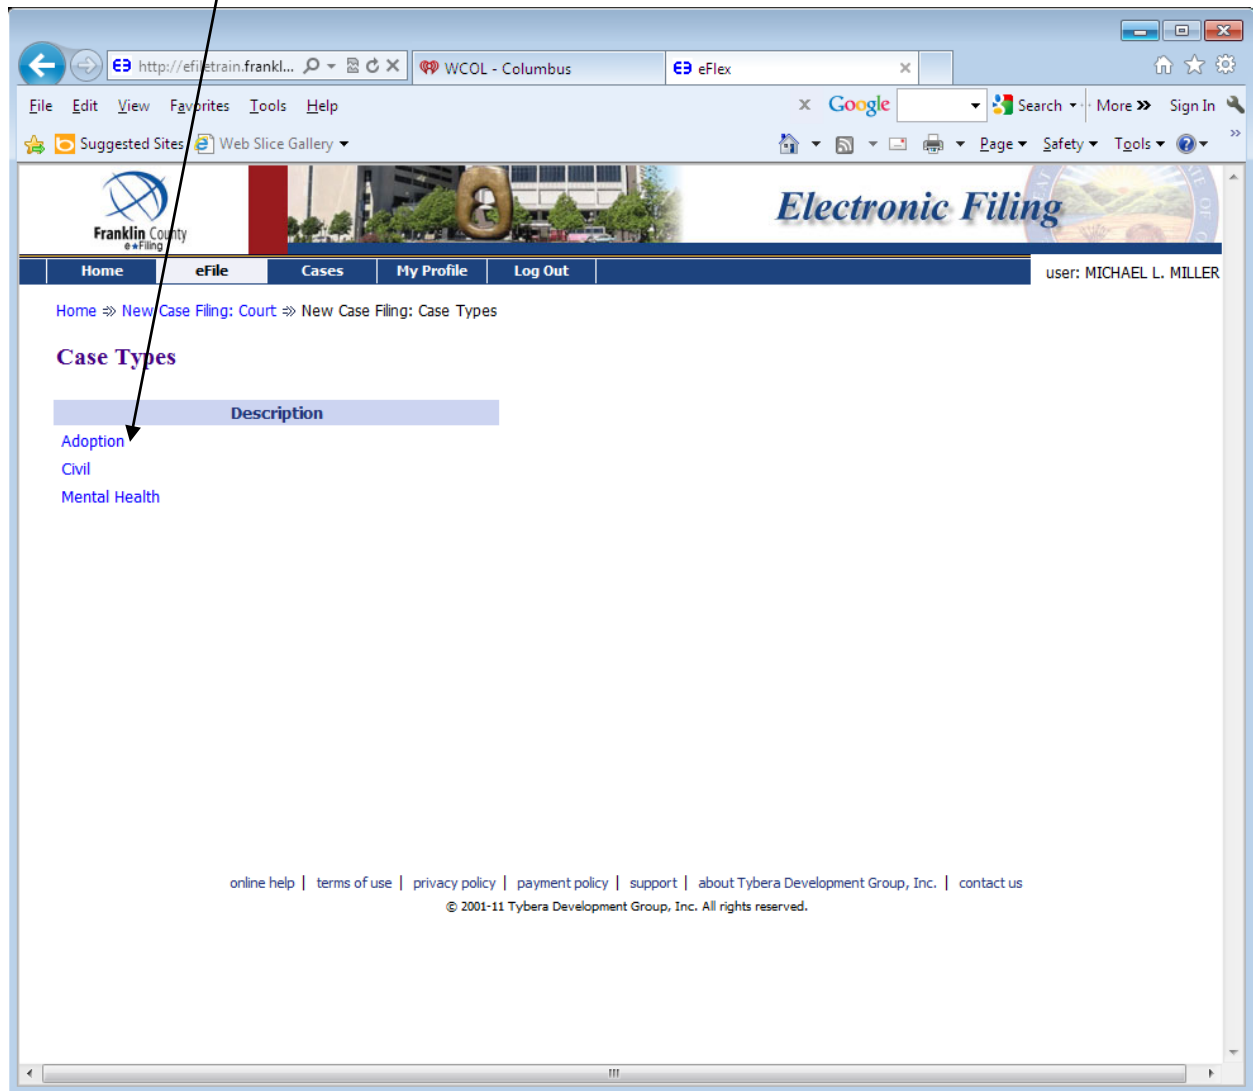 http://efiletrain.frankl...
WCOL - Columbus
eFlex
File Edit View Favorites Tools Help
x Google Search More » Sign In
Suggested Sites Web Slice Gallery
Page Safety Tools »
Franklin County
e★Filing
Electronic Filing
Home eFile Cases My Profile Log Out
user: MICHAEL L. MILLER
Home ⇒ New Case Filing: Court ⇒ New Case Filing: Case Types
Case Types
Description
Adoption
Civil
Mental Health
online help | terms of use | privacy policy | payment policy | support | about Tybera Development Group, Inc. | contact us
© 2001-11 Tybera Development Group, Inc. All rights reserved.